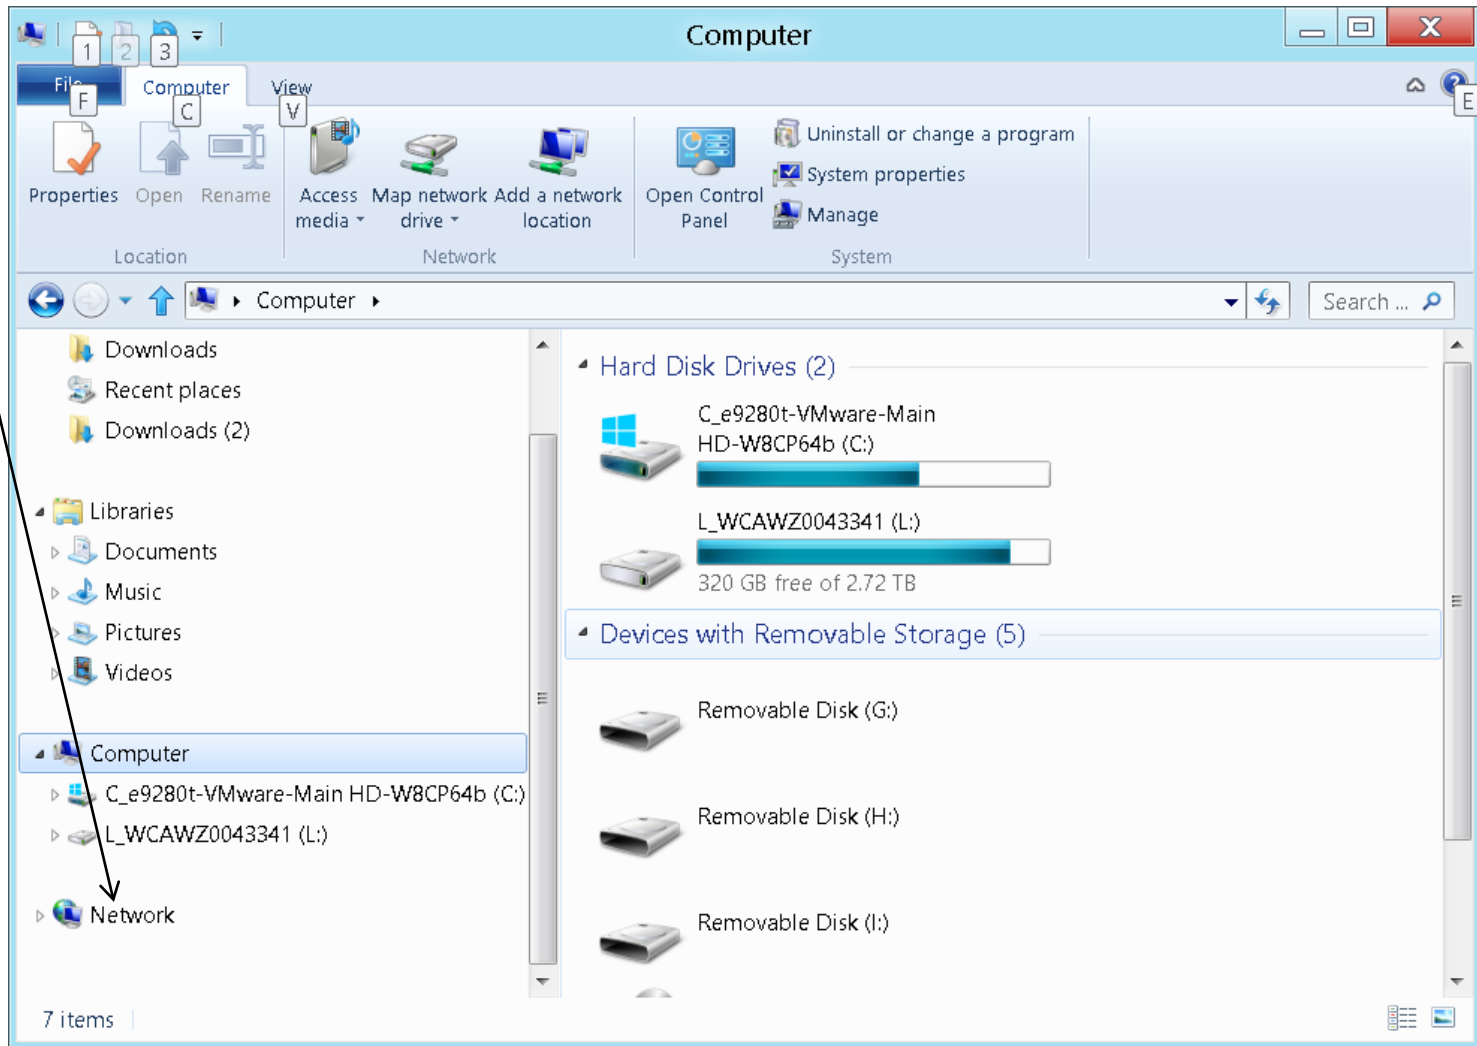 Computer
1 2 3
File Computer View
F C V E
Properties Open Rename
Access media
Map network drive
Add a network location
Open Control Panel
Uninstall or change a program
System properties
Manage
Location Network System
Computer
Search ...
Downloads
Recent places
Downloads (2)
Libraries
Documents
Music
Pictures
Videos
Computer
C_e9280t-VMware-Main HD-W8CP64b (C:)
L_WCAWZ0043341 (L:)
Network
Hard Disk Drives (2)
C_e9280t-VMware-Main
HD-W8CP64b (C:)
L_WCAWZ0043341 (L:)
320 GB free of 2.72 TB
Devices with Removable Storage (5)
Removable Disk (G:)
Removable Disk (H:)
Removable Disk (I:)
7 items